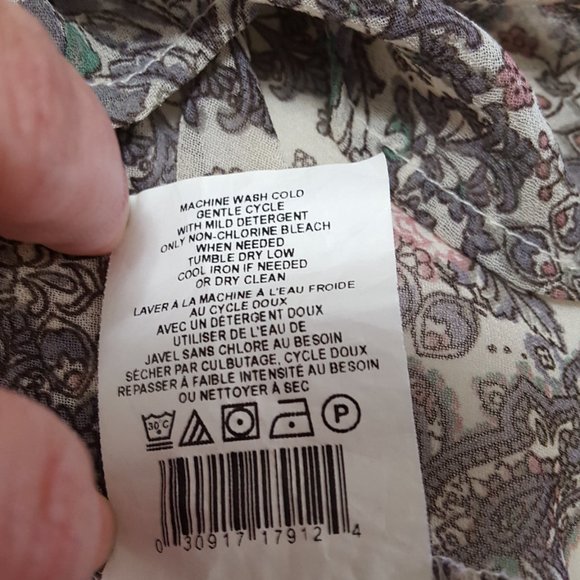 MACHINE WASH COLD
GENTLE CYCLE
WITH MILD DETERGENT
ONLY NON-CHLORINE BLEACH
WHEN NEEDED
TUMBLE DRY LOW
COOL IRON IF NEEDED
OR DRY CLEAN
LAVER À LA MACHINE À L'EAU FROIDE
AU CYCLE DOUX
AVEC UN DÉTERGENT DOUX
UTILISER DE L'EAU DE
JAVEL SANS CHLORE AU BESOIN
SÉCHER PAR CULBUTAGE, CYCLE DOUX
REPASSER À FAIBLE INTENSITÉ AU BESOIN
OU NETTOYER À SEC
30°C P
0 30917 17912 4